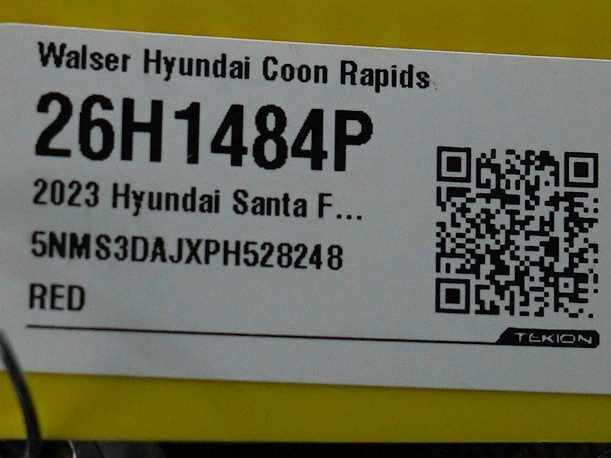 Walser Hyundai Coon Rapids
26H1484P
2023 Hyundai Santa F...
5NMS3DAJXPH528248
RED
TEKION